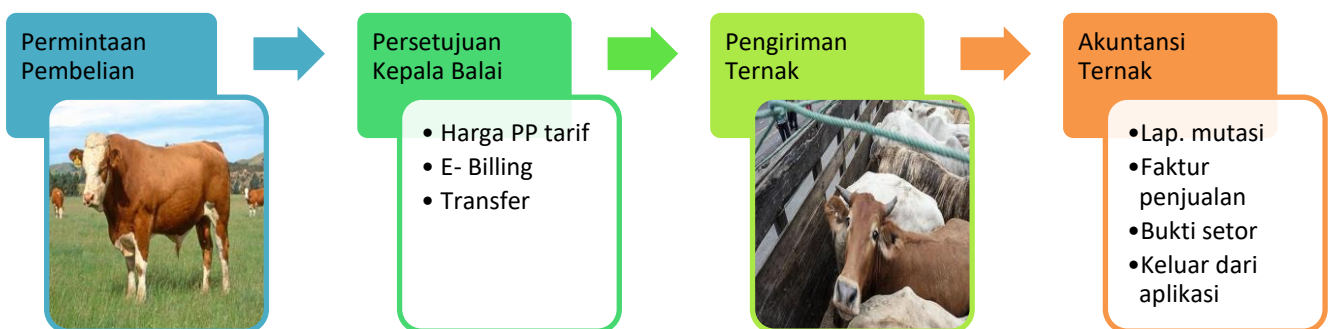 Permintaan
Pembelian
Persetujuan
Kepala Balai
• Harga PP tarif
• E- Billing
• Transfer
Pengiriman
Ternak
Akuntansi
Ternak
•Lap. mutasi
•Faktur
penjualan
•Bukti setor
•Keluar dari
aplikasi